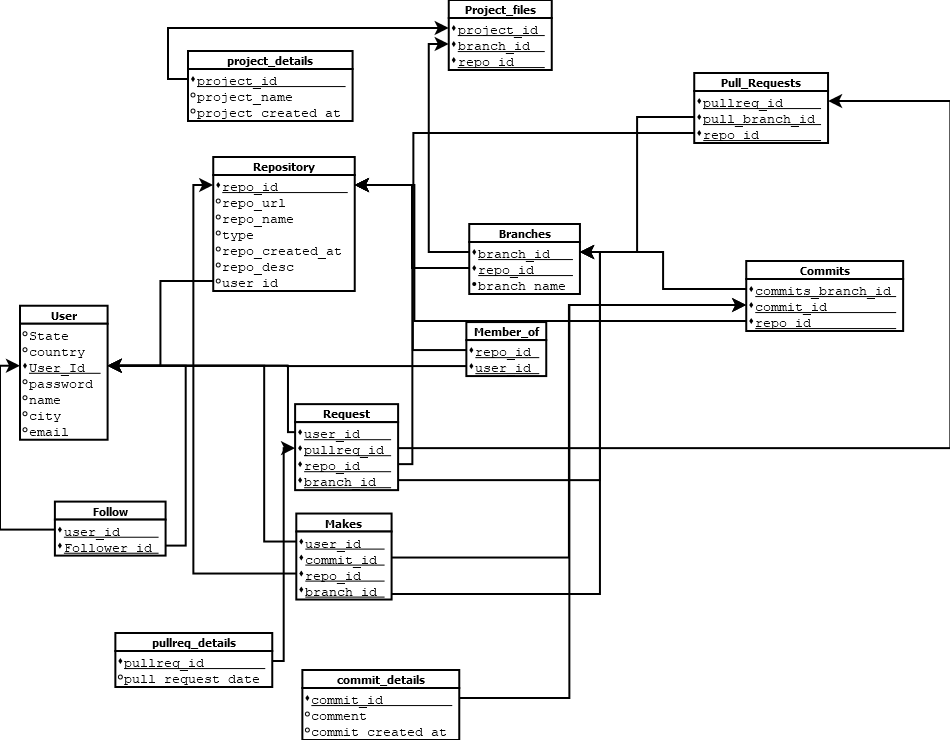 Project_files
project_id
branch_id
repo_id
project_details
project_id
project_name
project_created_at
Pull_Requests
pullreq_id
pull_branch_id
repo_id
Repository
repo_id
repo_url
repo_name
type
repo_created_at
repo_desc
user_id
Branches
branch_id
repo_id
branch_name
Commits
commits_branch_id
commit_id
repo_id
User
State
country
User_Id
password
name
city
email
Member_of
repo_id
user_id
Request
user_id
pullreq_id
repo_id
branch_id
Follow
user_id
Follower_id
Makes
user_id
commit_id
repo_id
branch_id
pullreq_details
pullreq_id
pull_request_date
commit_details
commit_id
comment
commit_created_at